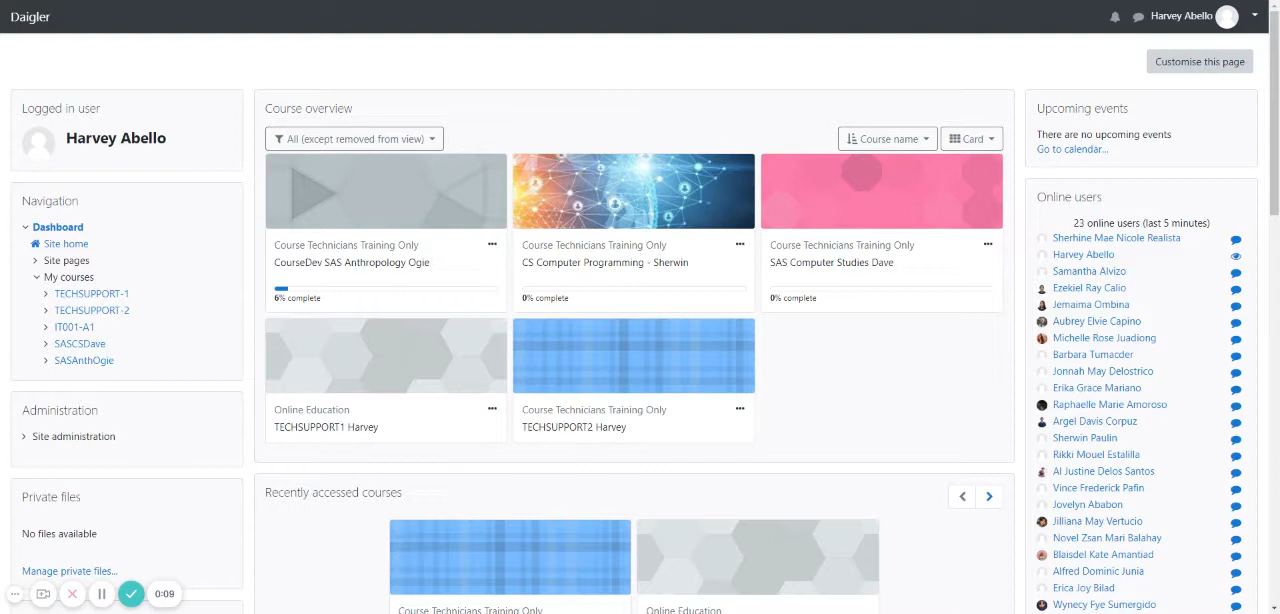 Daigler
Harvey Abello
Customise this page
Logged in user
Harvey Abello
Navigation
Dashboard
Site home
Site pages
My courses
TECHSUPPORT-1
TECHSUPPORT-2
IT001-A1
SASCSDave
SASAnthOgie
Administration
Site administration
Private files
No files available
Manage private files...
0:09
Course overview
All (except removed from view)
Course name
Card
Course Technicians Training Only
CourseDev SAS Anthropology Ogie
6% complete
Course Technicians Training Only
CS Computer Programming - Sherwin
0% complete
Course Technicians Training Only
SAS Computer Studies Dave
0% complete
Online Education
TECHSUPPORT1 Harvey
Course Technicians Training Only
TECHSUPPORT2 Harvey
Recently accessed courses
Course Technicians Training Only
Online Education
Upcoming events
There are no upcoming events
Go to calendar...
Online users
23 online users (last 5 minutes)
Sherhine Mae Nicole Realista
Harvey Abello
Samantha Alvizo
Ezekiel Ray Calio
Jemaima Ombina
Aubrey Elvie Capino
Michelle Rose Juadiong
Barbara Tumacder
Jonnah May Delostrico
Erika Grace Mariano
Raphaelle Marie Amoroso
Argel Davis Corpuz
Sherwin Paulin
Rikki Mouel Estalilla
Al Justine Delos Santos
Vince Frederick Pafin
Jovelyn Ababon
Jilliana May Vertucio
Novel Zsan Mari Balahay
Blaisdel Kate Amantiad
Alfred Dominic Junia
Erica Joy Bilad
Wynecy Fye Sumergido